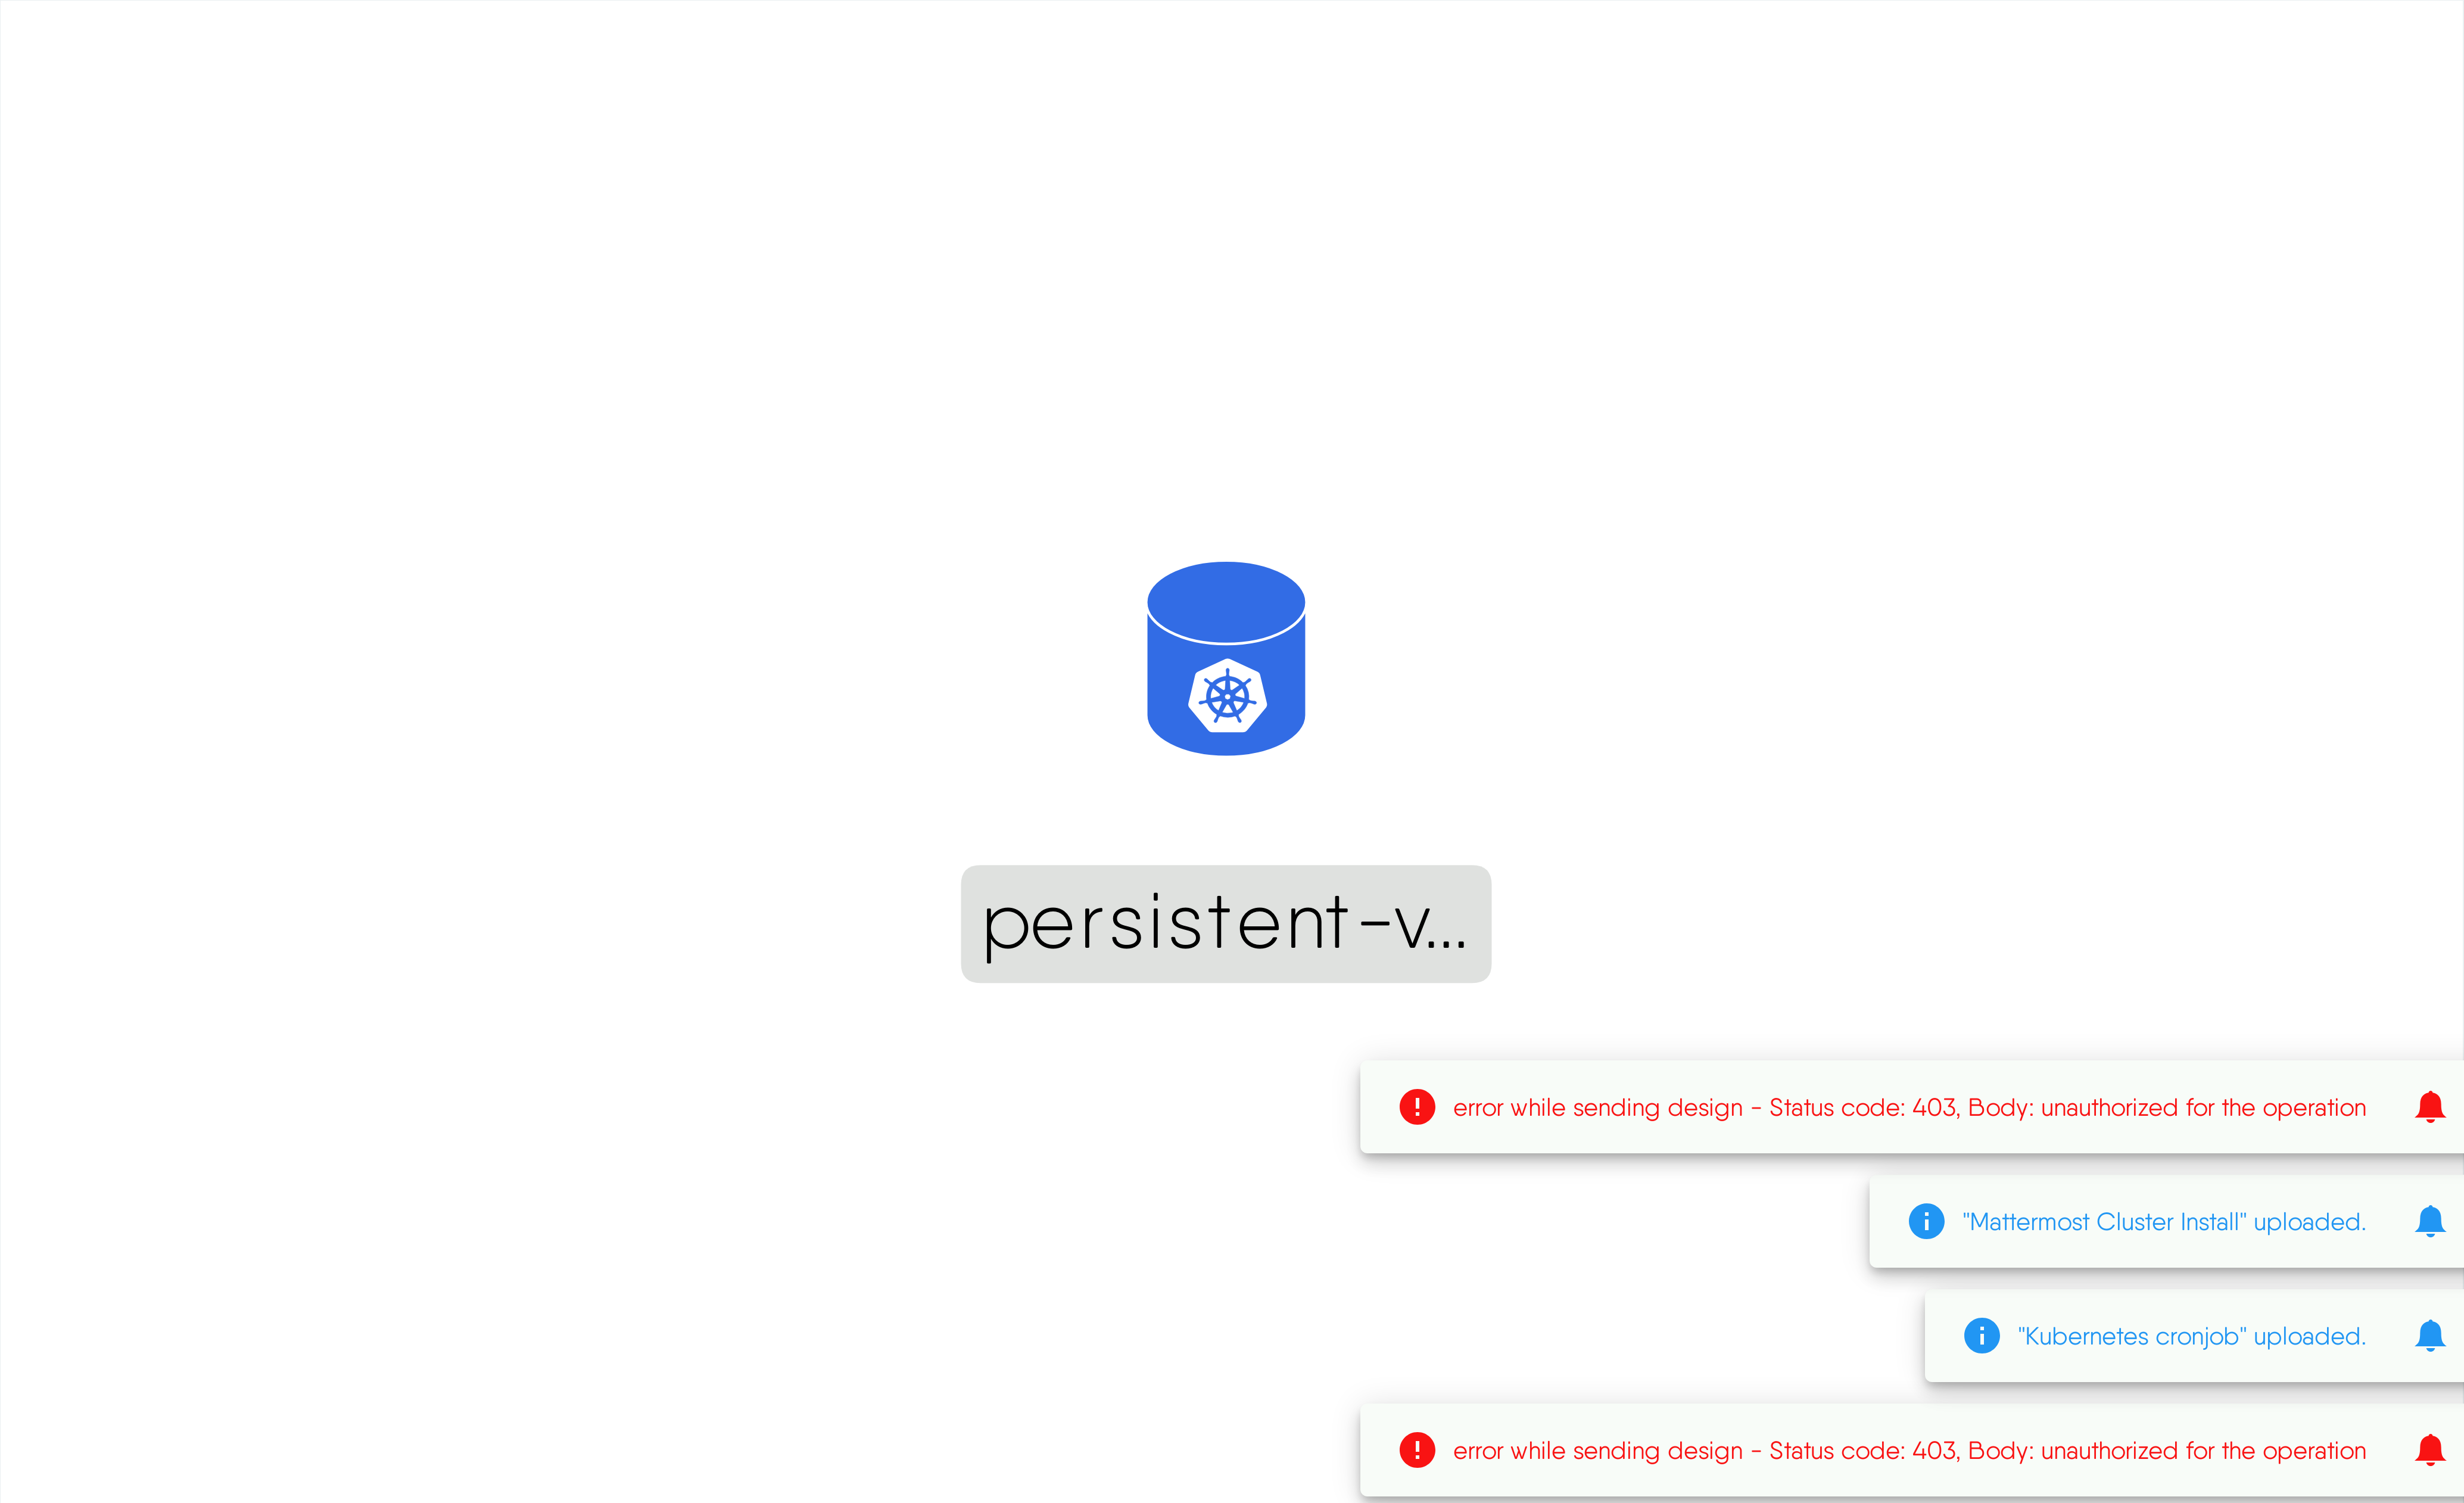 persistent-v...
error while sending design - Status code: 403, Body: unauthorized for the operation
"Mattermost Cluster Install" uploaded.
"Kubernetes cronjob" uploaded.
error while sending design - Status code: 403, Body: unauthorized for the operation